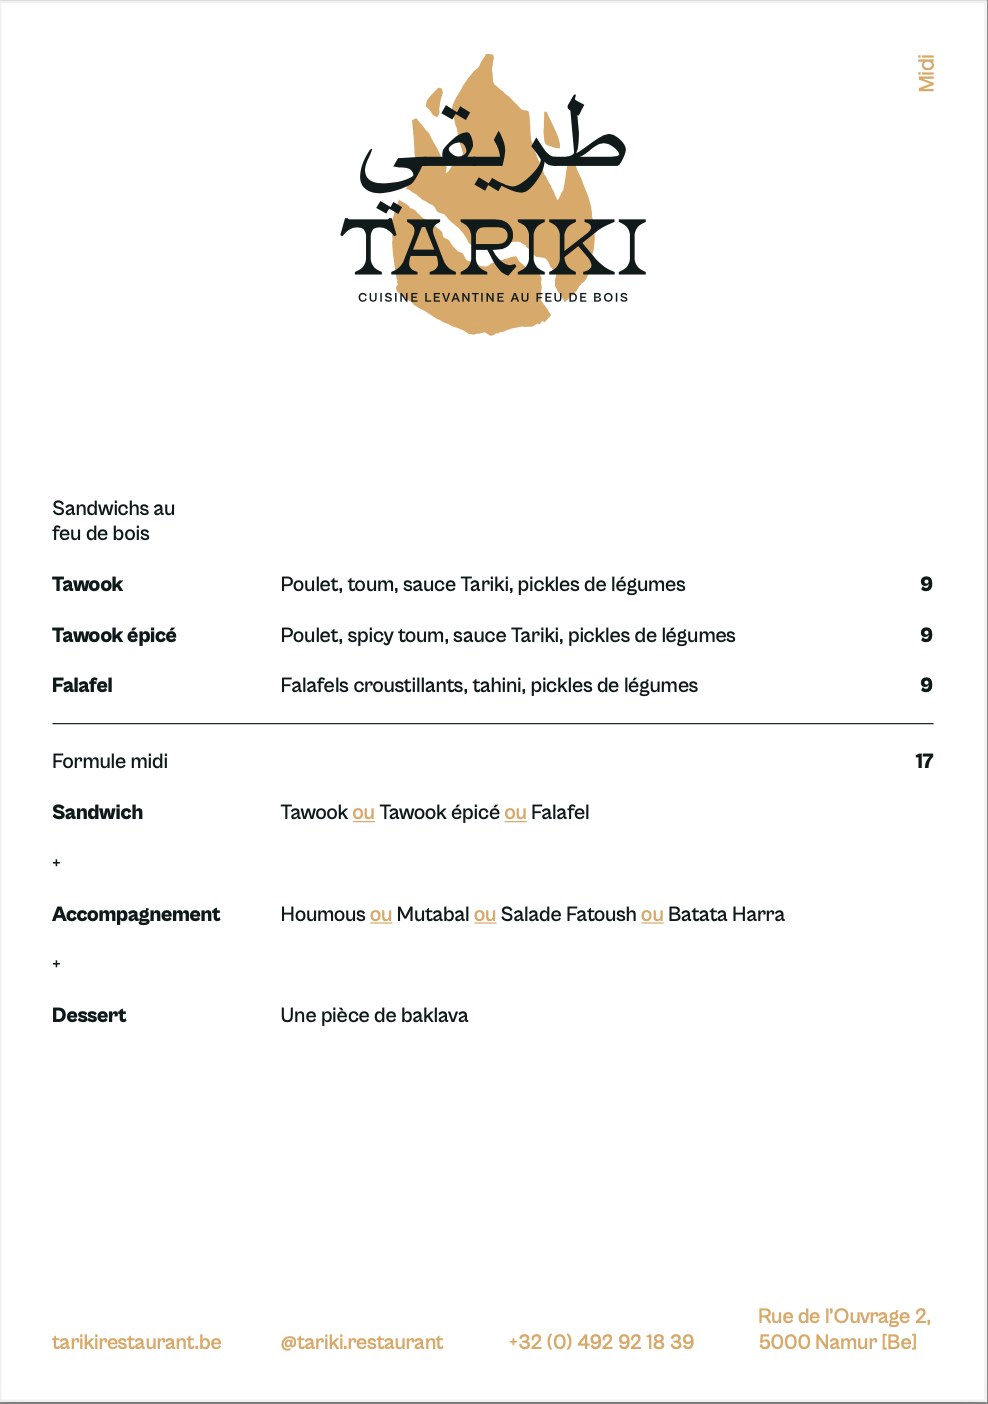 Midi
طريقي
TARIKI
CUISINE LEVANTINE AU FEU DE BOIS
Sandwichs au
feu de bois
Tawook Poulet, toum, sauce Tariki, pickles de légumes 9
Tawook épicé Poulet, spicy toum, sauce Tariki, pickles de légumes 9
Falafel Falafels croustillants, tahini, pickles de légumes 9
Formule midi 17
Sandwich Tawook ou Tawook épicé ou Falafel
+
Accompagnement Houmous ou Mutabal ou Salade Fatoush ou Batata Harra
+
Dessert Une pièce de baklava
tarikirestaurant.be @tariki.restaurant +32 (0) 492 92 18 39 Rue de l'Ouvrage 2,
5000 Namur [Be]